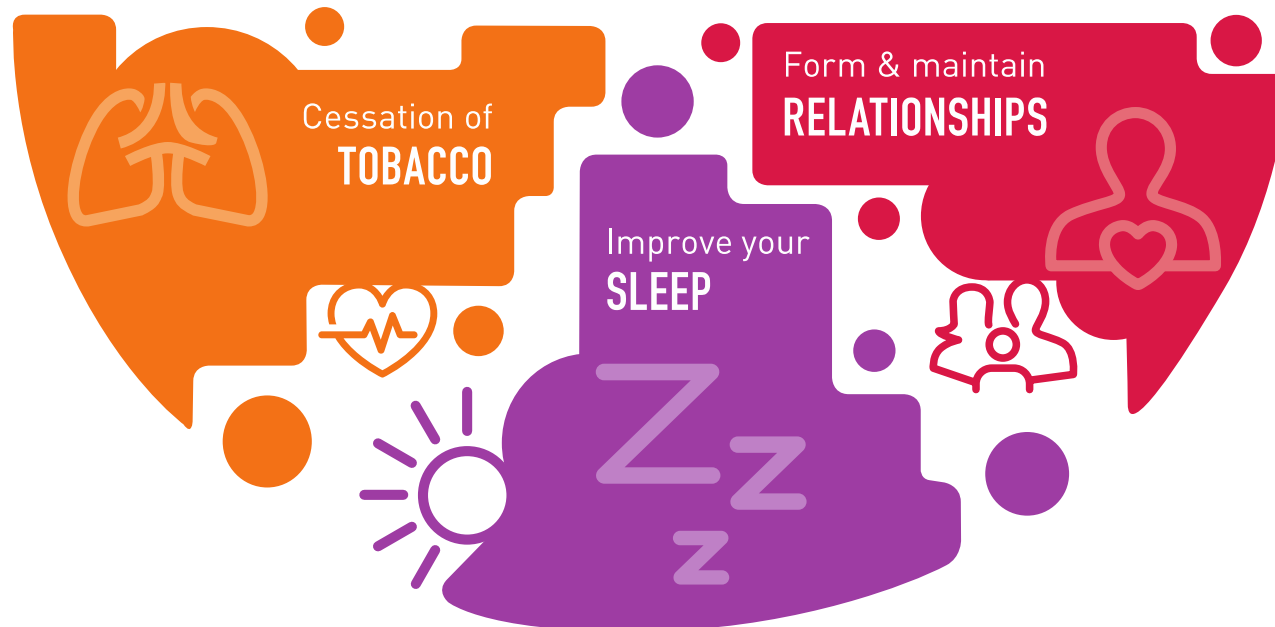 Cessation of
TOBACCO
Form & maintain
RELATIONSHIPS
Improve your
SLEEP
Z
Z
Z